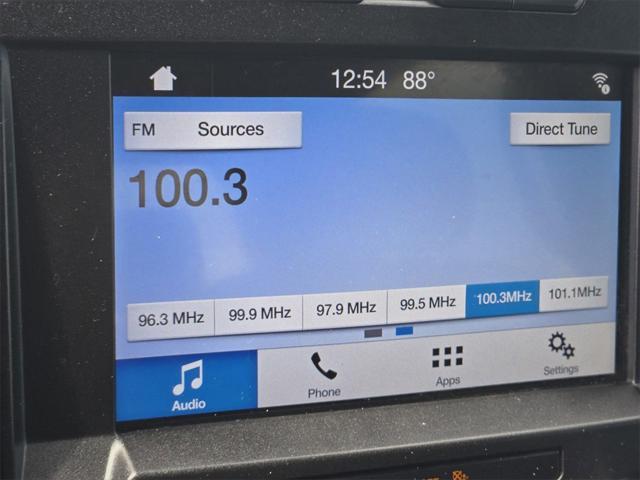 12:54 88°
FM Sources Direct Tune
100.3
96.3 MHz 99.9 MHz 97.9 MHz 99.5 MHz 100.3MHz 101.1MHz
Audio Phone Apps Settings